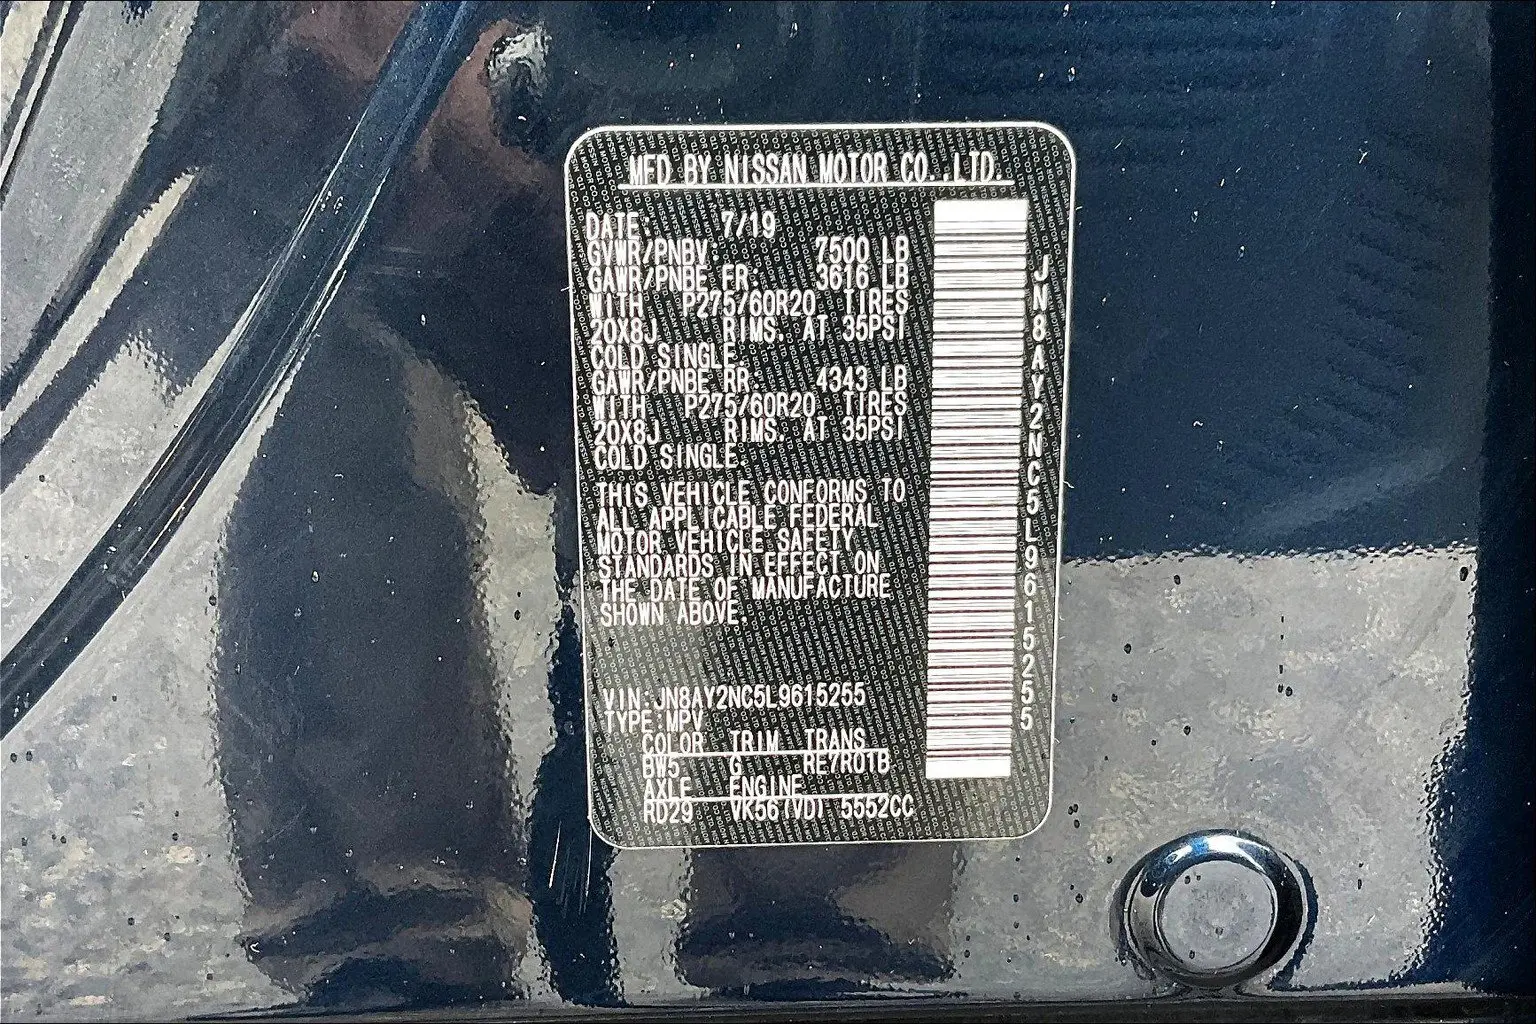 MFD BY NISSAN MOTOR CO.,LTD.
DATE: 7/19
GVWR/PNBV: 7500 LB
GAWR/PNBE FR: 3616 LB
WITH P275/60R20 TIRES
20X8J RIMS. AT 35PSI
COLD SINGLE.
GAWR/PNBE RR: 4343 LB
WITH P275/60R20 TIRES
20X8J RIMS. AT 35PSI
COLD SINGLE.
THIS VEHICLE CONFORMS TO
ALL APPLICABLE FEDERAL
MOTOR VEHICLE SAFETY
STANDARDS IN EFFECT ON
THE DATE OF MANUFACTURE
SHOWN ABOVE.
VIN:JN8AY2NC5L9615255
TYPE:MPV
COLOR TRIM TRANS
BW5 G RE7R01B
AXLE ENGINE
RD29 VK56(VD) 5552CC
JN8AY2NC5L9615255